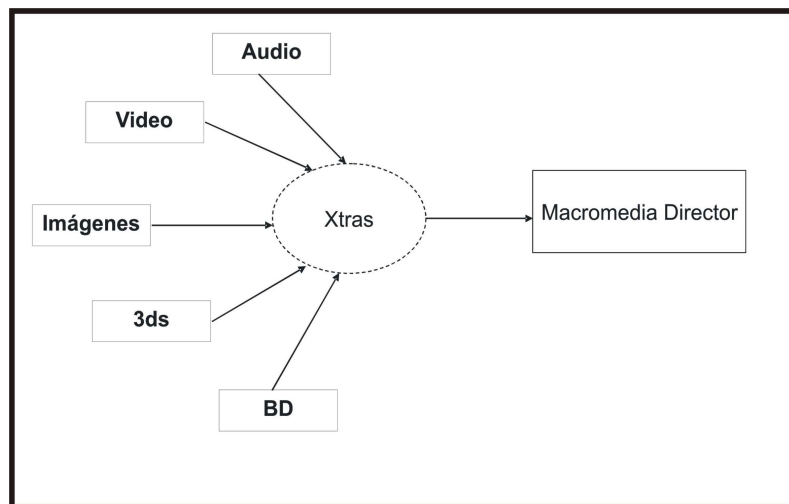 Audio
Video
Imágenes
Xtras
Macromedia Director
3ds
BD